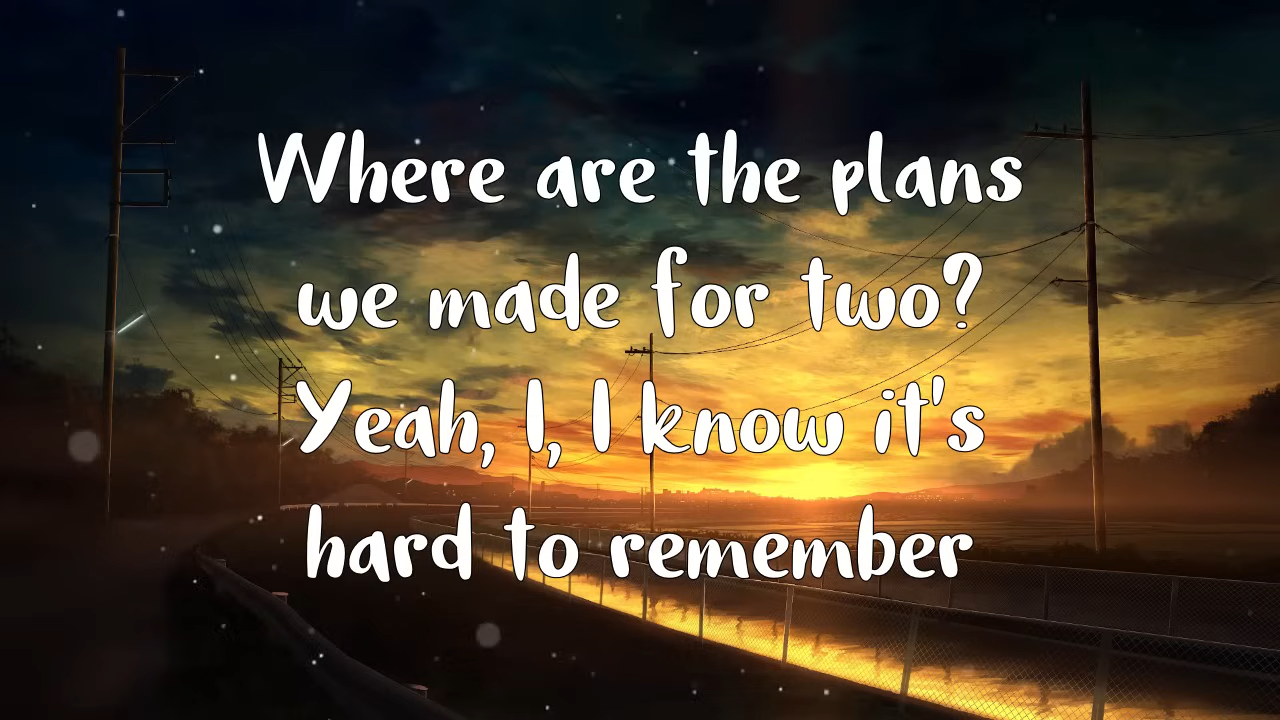 Where are the plans
we made for two?
Yeah, I, I know it's
hard to remember